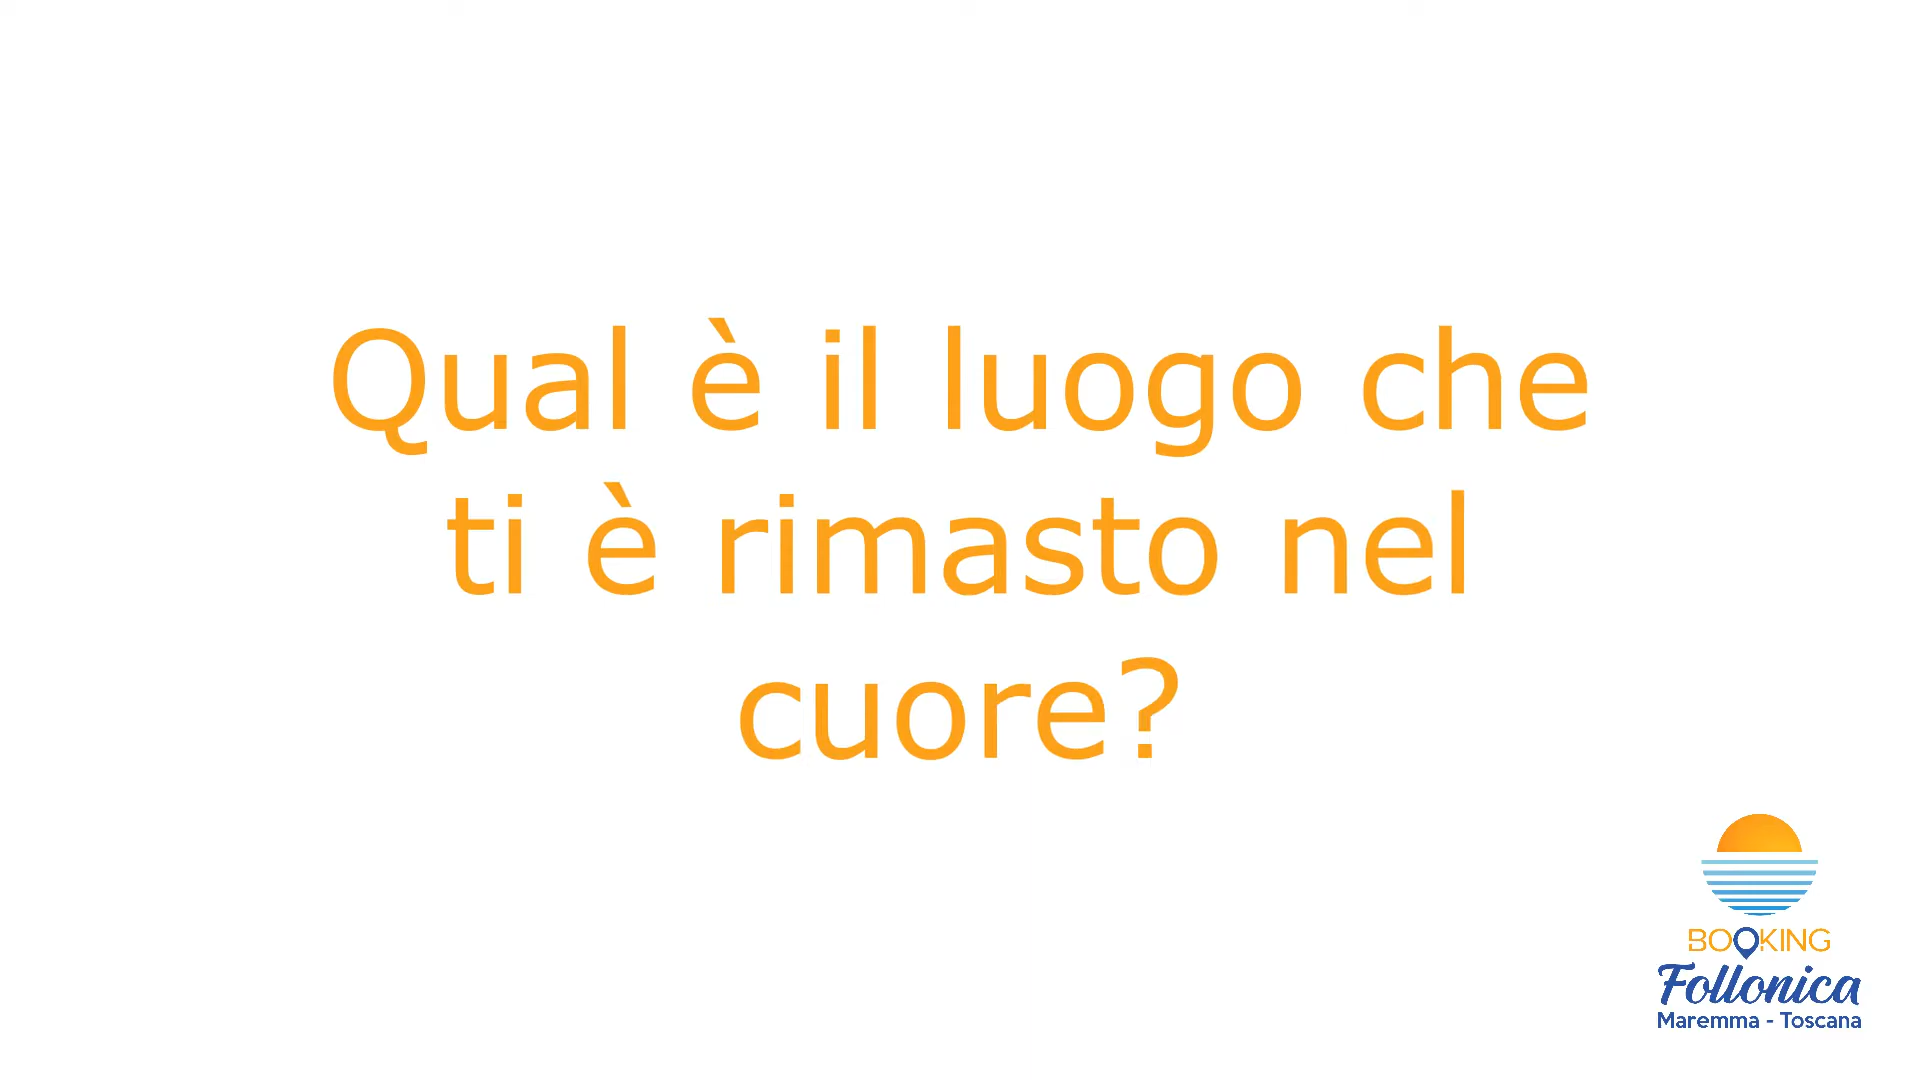 Qual è il luogo che
ti è rimasto nel
cuore?
BOOKING
Follonica
Maremma - Toscana